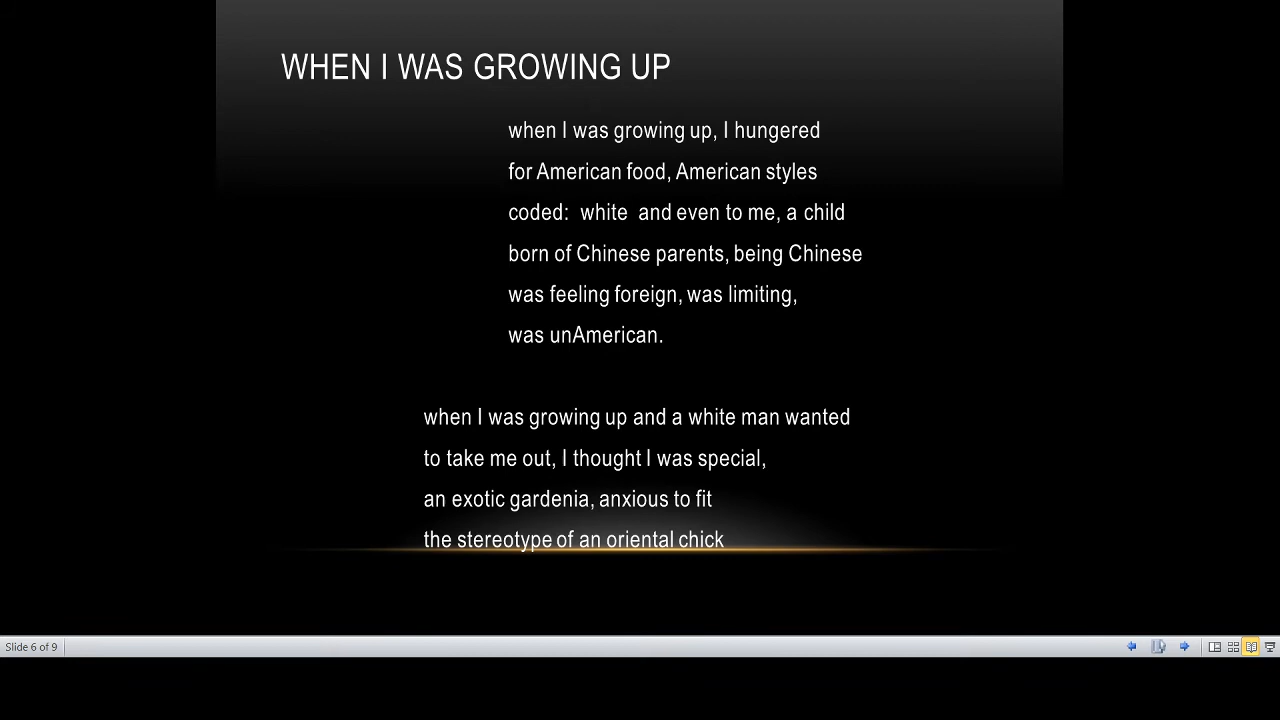 WHEN I WAS GROWING UP
when I was growing up, I hungered
for American food, American styles
coded:  white  and even to me, a child
born of Chinese parents, being Chinese
was feeling foreign, was limiting,
was unAmerican.
when I was growing up and a white man wanted
to take me out, I thought I was special,
an exotic gardenia, anxious to fit
the stereotype of an oriental chick
Slide 6 of 9